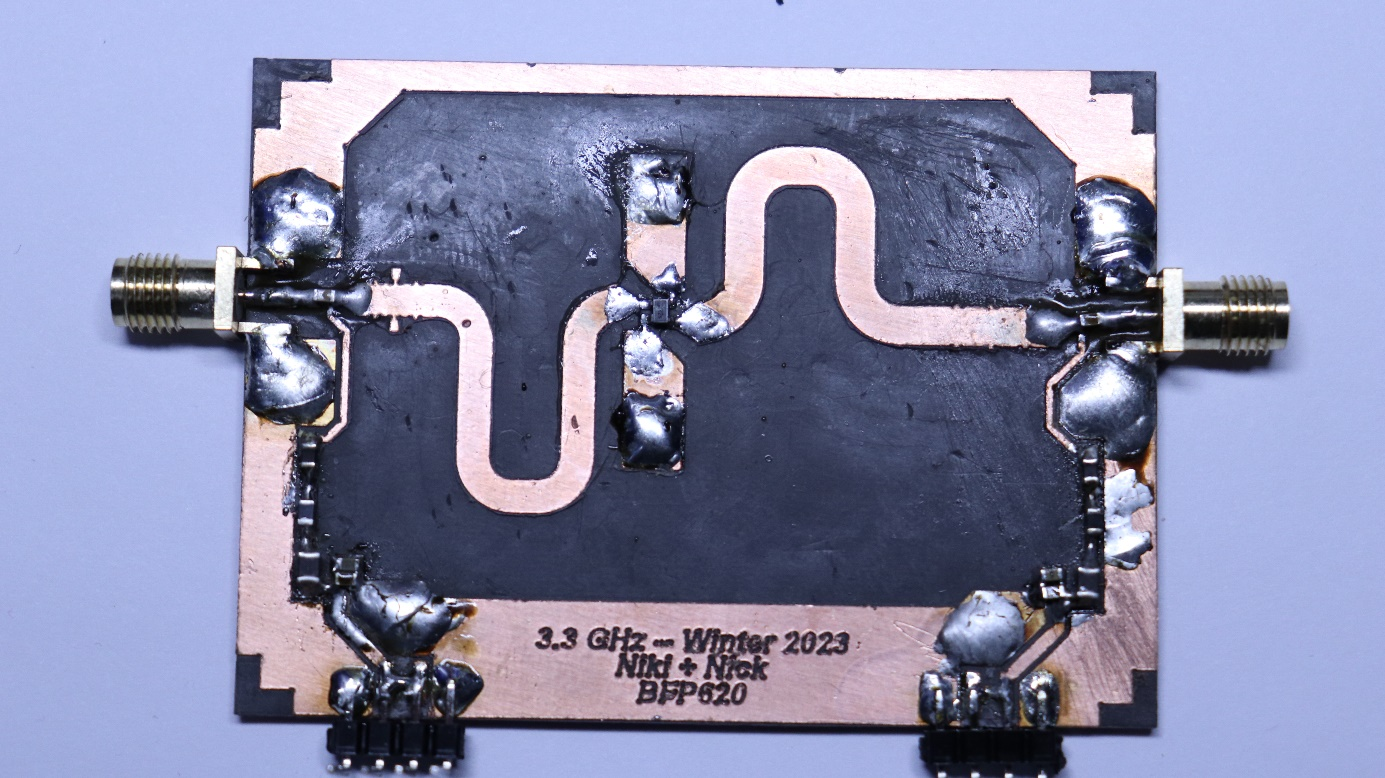 3.3 GHz - Winter 2023
Niki + Nick
BFP620